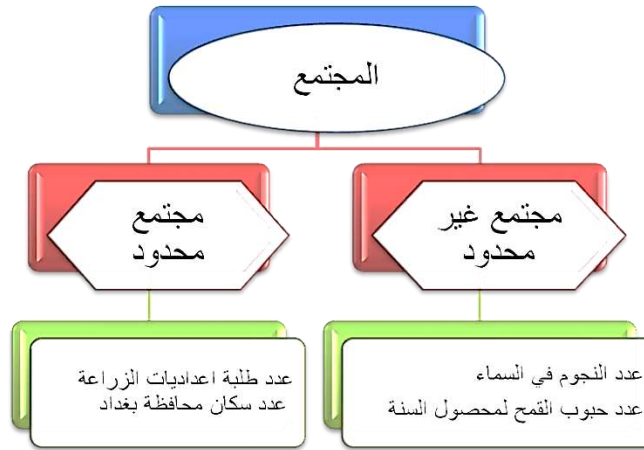 المجتمع
مجتمع غير
محدود
مجتمع
محدود
عدد النجوم في السماء
عدد حبوب القمح لمحصول السنة
عدد طلبة اعداديات الزراعة
عدد سكان محافظة بغداد